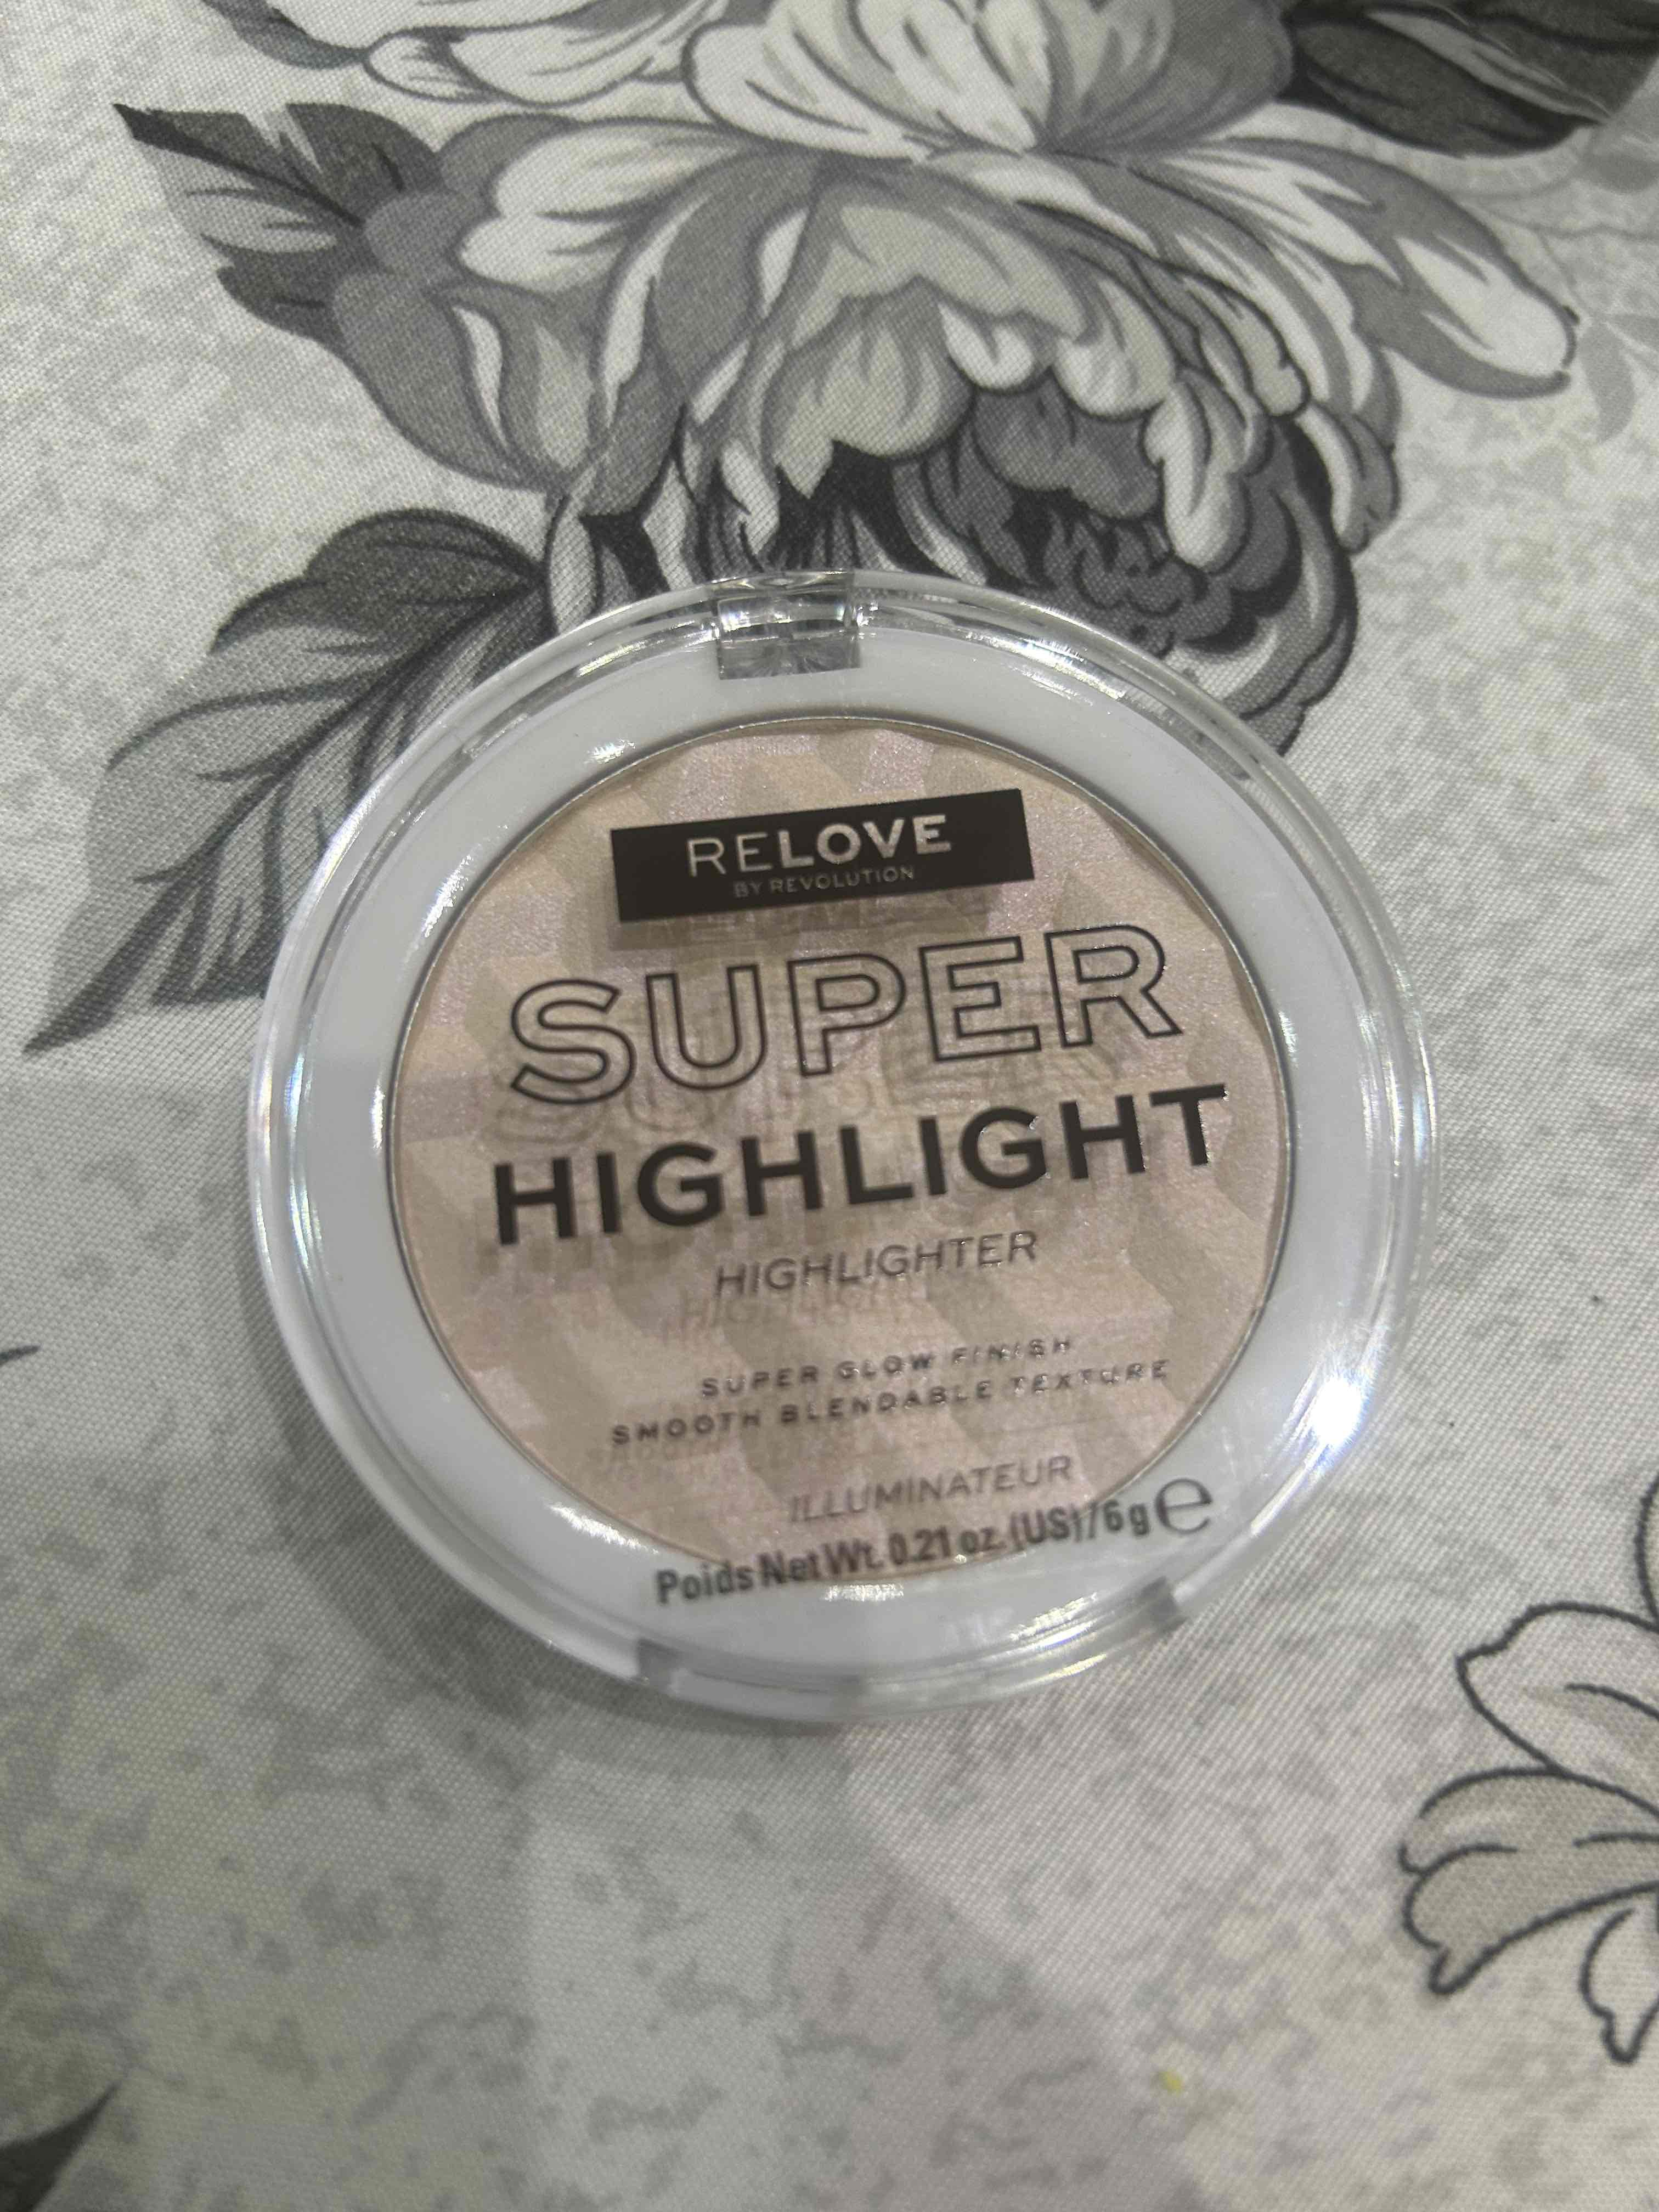 RELOVE
BY REVOLUTION
SUPER
HIGHLIGHT
HIGHLIGHTER
SUPER GLOW FINISH
SMOOTH BLENDABLE TEXTURE
ILLUMINATEUR
Poids Net Wt. 0.21 oz. (US)/6 g ℮